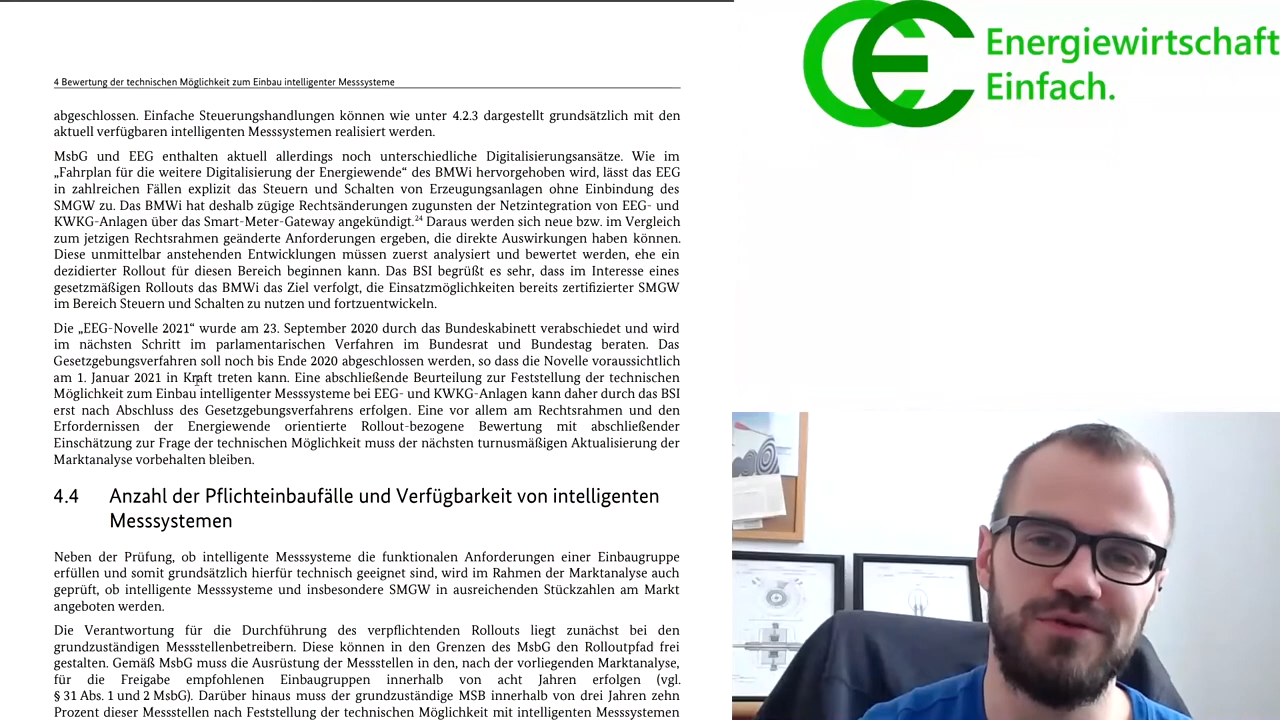 4 Bewertung der technischen Möglichkeit zum Einbau intelligenter Messsysteme
abgeschlossen. Einfache Steuerungshandlungen können wie unter 4.2.3 dargestellt grundsätzlich mit den
aktuell verfügbaren intelligenten Messsystemen realisiert werden.
MsbG und EEG enthalten aktuell allerdings noch unterschiedliche Digitalisierungsansätze. Wie im
„Fahrplan für die weitere Digitalisierung der Energiewende“ des BMWi hervorgehoben wird, lässt das EEG
in zahlreichen Fällen explizit das Steuern und Schalten von Erzeugungsanlagen ohne Einbindung des
SMGW zu. Das BMWi hat deshalb zügige Rechtsänderungen zugunsten der Netzintegration von EEG- und
KWKG-Anlagen über das Smart-Meter-Gateway angekündigt.²⁴ Daraus werden sich neue bzw. im Vergleich
zum jetzigen Rechtsrahmen geänderte Anforderungen ergeben, die direkte Auswirkungen haben können.
Diese unmittelbar anstehenden Entwicklungen müssen zuerst analysiert und bewertet werden, ehe ein
dezidierter Rollout für diesen Bereich beginnen kann. Das BSI begrüßt es sehr, dass im Interesse eines
gesetzmäßigen Rollouts das BMWi das Ziel verfolgt, die Einsatzmöglichkeiten bereits zertifizierter SMGW
im Bereich Steuern und Schalten zu nutzen und fortzuentwickeln.
Die „EEG-Novelle 2021“ wurde am 23. September 2020 durch das Bundeskabinett verabschiedet und wird
im nächsten Schritt im parlamentarischen Verfahren im Bundesrat und Bundestag beraten. Das
Gesetzgebungsverfahren soll noch bis Ende 2020 abgeschlossen werden, so dass die Novelle voraussichtlich
am 1. Januar 2021 in Kraft treten kann. Eine abschließende Beurteilung zur Feststellung der technischen
Möglichkeit zum Einbau intelligenter Messsysteme bei EEG- und KWKG-Anlagen kann daher durch das BSI
erst nach Abschluss des Gesetzgebungsverfahrens erfolgen. Eine vor allem am Rechtsrahmen und den
Erfordernissen der Energiewende orientierte Rollout-bezogene Bewertung mit abschließender
Einschätzung zur Frage der technischen Möglichkeit muss der nächsten turnusmäßigen Aktualisierung der
Marktanalyse vorbehalten bleiben.
4.4 Anzahl der Pflichteinbaufälle und Verfügbarkeit von intelligenten
Messsystemen
Neben der Prüfung, ob intelligente Messsysteme die funktionalen Anforderungen einer Einbaugruppe
erfüllen und somit grundsätzlich hierfür technisch geeignet sind, wird im Rahmen der Marktanalyse auch
geprüft, ob intelligente Messsysteme und insbesondere SMGW in ausreichenden Stückzahlen am Markt
angeboten werden.
Die Verantwortung für die Durchführung des verpflichtenden Rollouts liegt zunächst bei den
grundzuständigen Messstellenbetreibern. Diese können in den Grenzen des MsbG den Rolloutpfad frei
gestalten. Gemäß MsbG muss die Ausrüstung der Messstellen in den, nach der vorliegenden Marktanalyse,
für die Freigabe empfohlenen Einbaugruppen innerhalb von acht Jahren erfolgen (vgl.
§ 31 Abs. 1 und 2 MsbG). Darüber hinaus muss der grundzuständige MSB innerhalb von drei Jahren zehn
Prozent dieser Messstellen nach Feststellung der technischen Möglichkeit mit intelligenten Messsystemen
Energiewirtschaft
Einfach.